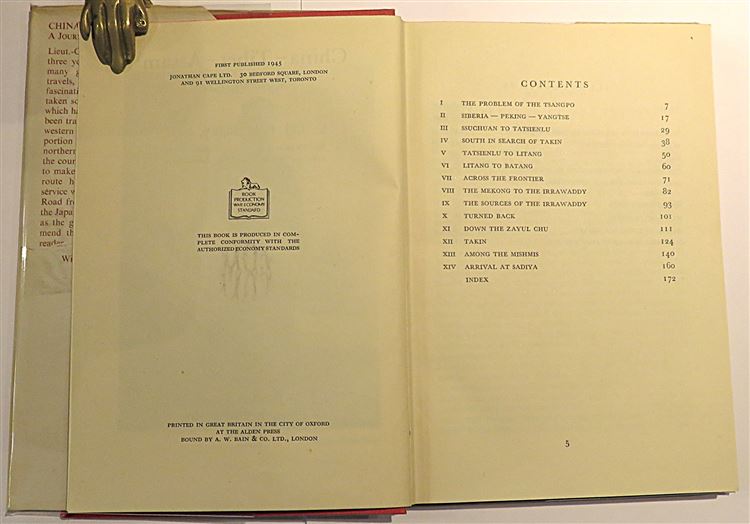 CHINA
A JOUR
Lieut.-C
three ye
many g
travels,
fascinati
taken so
which ha
been tra
western
portion
northern
the cour
to make
route h
service w
Road fro
the Japa
as the g
mend th
reader.
Wi
FIRST PUBLISHED 1945
JONATHAN CAPE LTD. 30 BEDFORD SQUARE, LONDON
AND 91 WELLINGTON STREET WEST, TORONTO
BOOK
PRODUCTION
WAR ECONOMY
STANDARD
THIS BOOK IS PRODUCED IN COM-
PLETE CONFORMITY WITH THE
AUTHORIZED ECONOMY STANDARDS
PRINTED IN GREAT BRITAIN IN THE CITY OF OXFORD
AT THE ALDEN PRESS
BOUND BY A. W. BAIN & CO. LTD., LONDON
CONTENTS
I THE PROBLEM OF THE TSANGPO 7
II SIBERIA — PEKING — YANGTSE 17
III SSUCHUAN TO TATSIENLU 29
IV SOUTH IN SEARCH OF TAKIN 38
V TATSIENLU TO LITANG 50
VI LITANG TO BATANG 60
VII ACROSS THE FRONTIER 71
VIII THE MEKONG TO THE IRRAWADDY 82
IX THE SOURCES OF THE IRRAWADDY 93
X TURNED BACK 101
XI DOWN THE ZAYUL CHU 111
XII TAKIN 124
XIII AMONG THE MISHMIS 140
XIV ARRIVAL AT SADIYA 160
INDEX 172
5